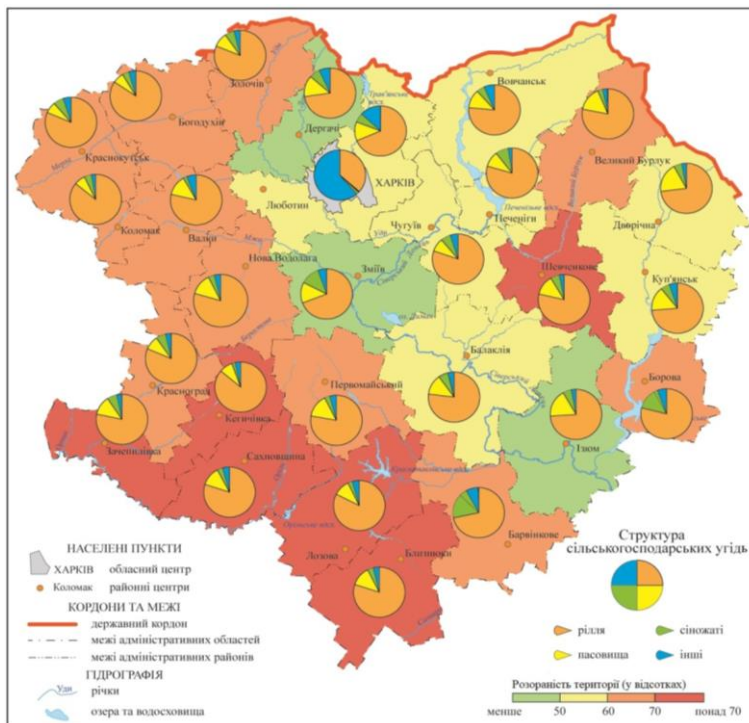 Золочів
Вовчанськ
Богодухів
Дергачі
Краснокутськ
Великий Бурлук
ХАРКІВ
Люботин
Печеніги
Дворічна
Коломак
Валки
Чугуїв
Нова Водолага
Зміїв
Шевченкове
Куп'янськ
Балаклія
Первомайський
Борова
Красноград
Кегичівка
Зачепилівка
Ізюм
Сахновщина
Барвінкове
Лозова
Близнюки
НАСЕЛЕНІ ПУНКТИ
ХАРКІВ обласний центр
Коломак районні центри
КОРДОНИ ТА МЕЖІ
державний кордон
межі адміністративних областей
межі адміністративних районів
ГІДРОГРАФІЯ
Уди річки
озера та водосховища
Структура
сільськогосподарських угідь
рілля сіножаті
пасовища інші
Розораність території (у відсотках)
менше 50 60 70 понад 70